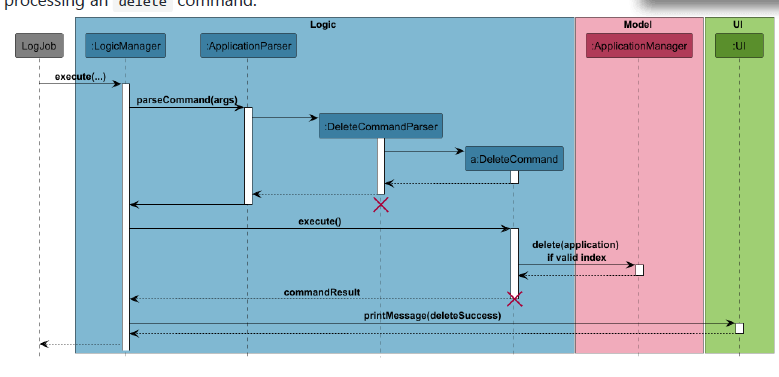 processing an delete command.
Logic
Model
UI
LogJob
:LogicManager
:ApplicationParser
:ApplicationManager
:UI
execute(...)
parseCommand(args)
:DeleteCommandParser
a:DeleteCommand
execute()
delete(application)
if valid index
commandResult
printMessage(deleteSuccess)